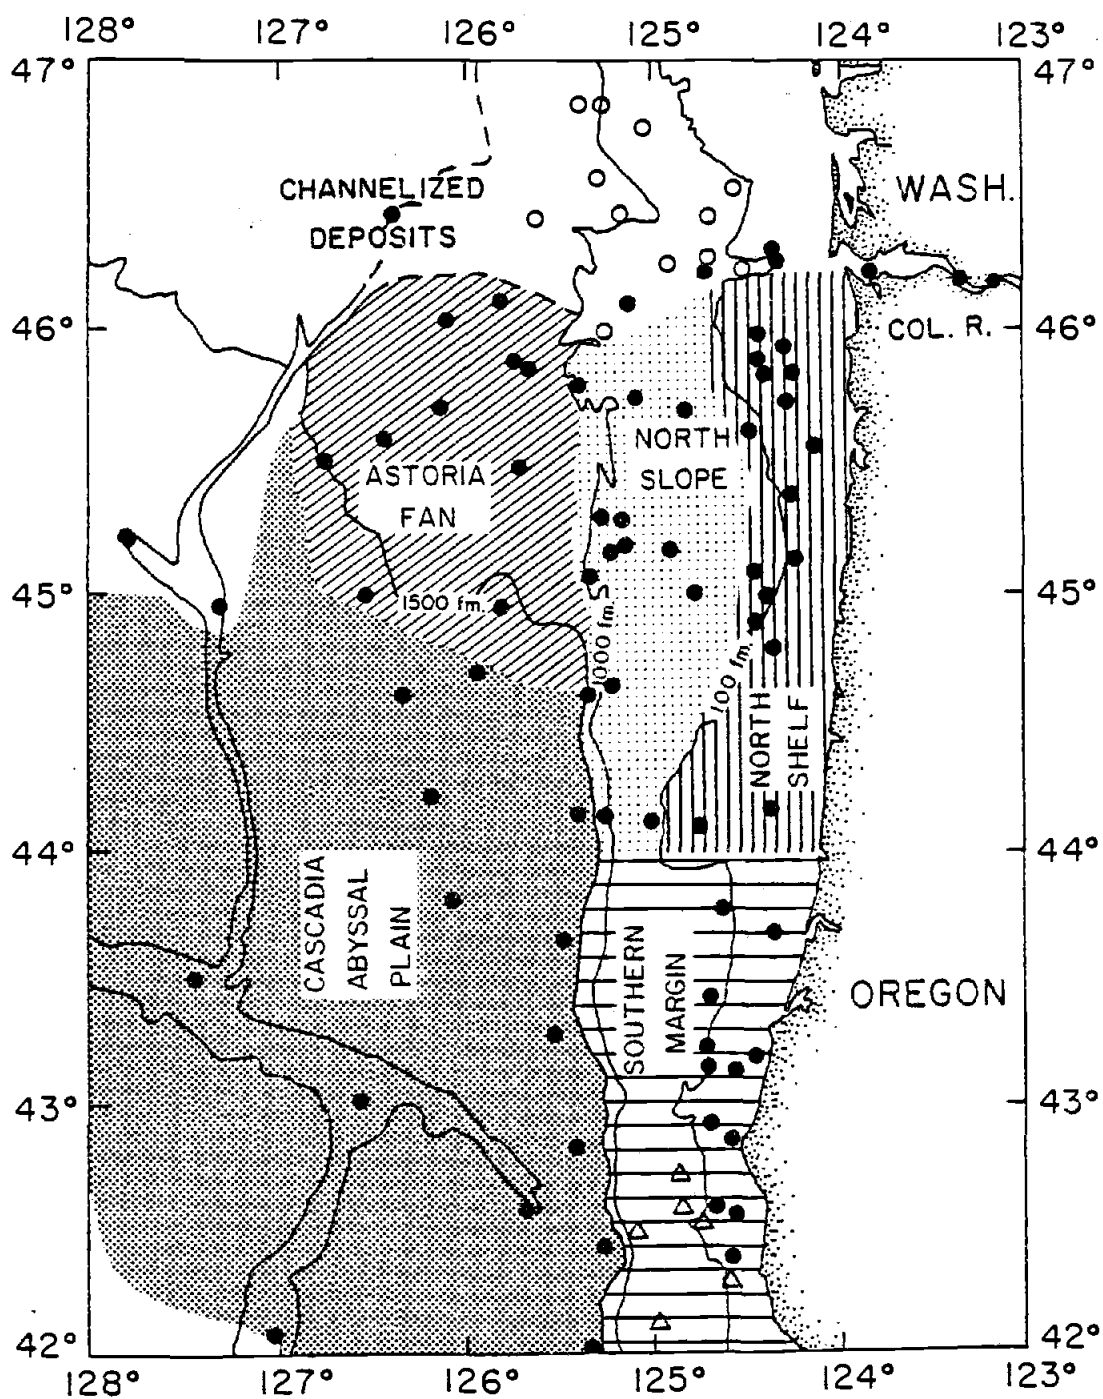 128° 127° 126° 125° 124° 123°
47° 47°
CHANNELIZED
DEPOSITS
WASH.
46° 46°
COL. R.
NORTH
SLOPE
ASTORIA
FAN
45° 45°
1500 fm.
1000 fm.
100 fm.
NORTH
SHELF
44° 44°
CASCADIA
ABYSSAL
PLAIN
SOUTHERN
MARGIN
OREGON
43° 43°
42° 42°
128° 127° 126° 125° 124° 123°